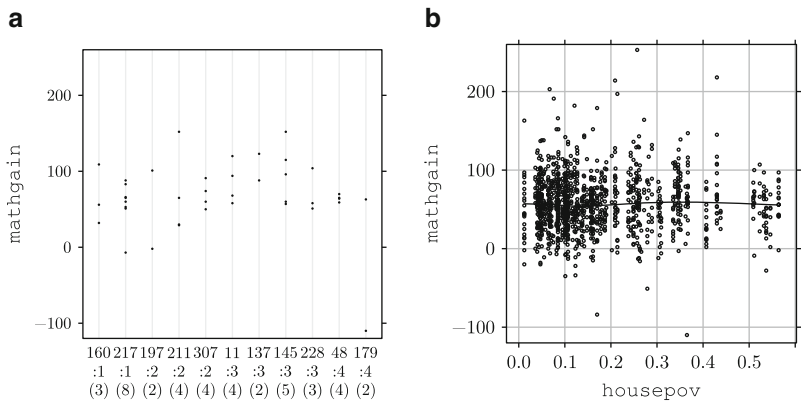 a
b
200
100
0
−100
mathgain
160 217 197 211 307 11 137 145 228 48 179
:1 :1 :2 :2 :2 :3 :3 :3 :3 :4 :4
(3) (8) (2) (4) (4) (4) (2) (5) (3) (4) (2)
200
100
0
−100
mathgain
0.0 0.1 0.2 0.3 0.4 0.5
housepov